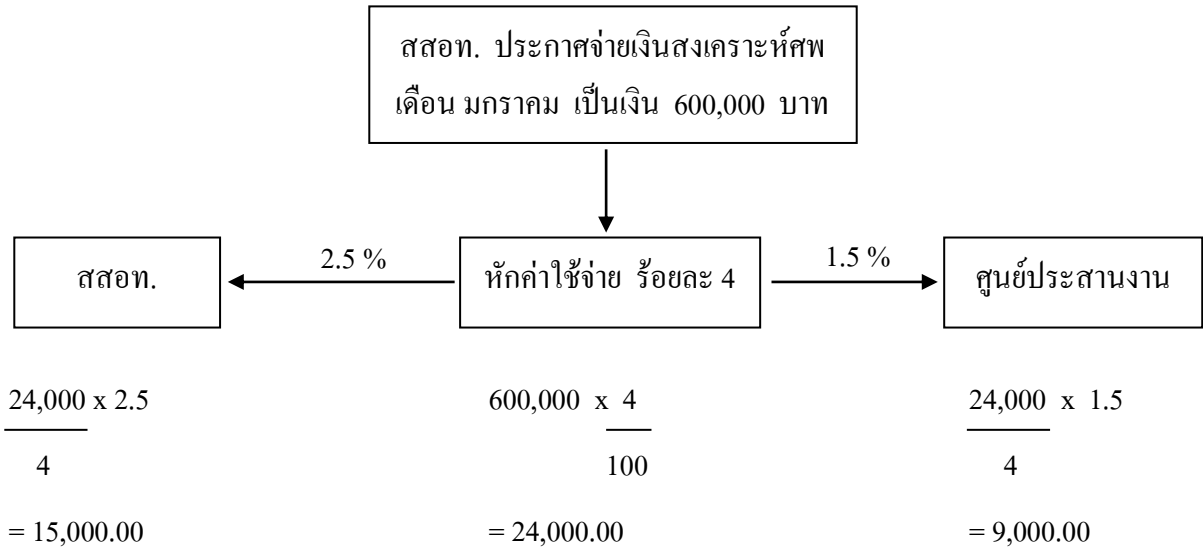 สสอท. ประกาศจ่ายเงินสงเคราะห์ศพ
เดือน มกราคม เป็นเงิน 600,000 บาท
สสอท.
2.5 %
หักค่าใช้จ่าย ร้อยละ 4
1.5 %
ศูนย์ประสานงาน
24,000 x 2.5
4
= 15,000.00
600,000 x 4
100
= 24,000.00
24,000 x 1.5
4
= 9,000.00